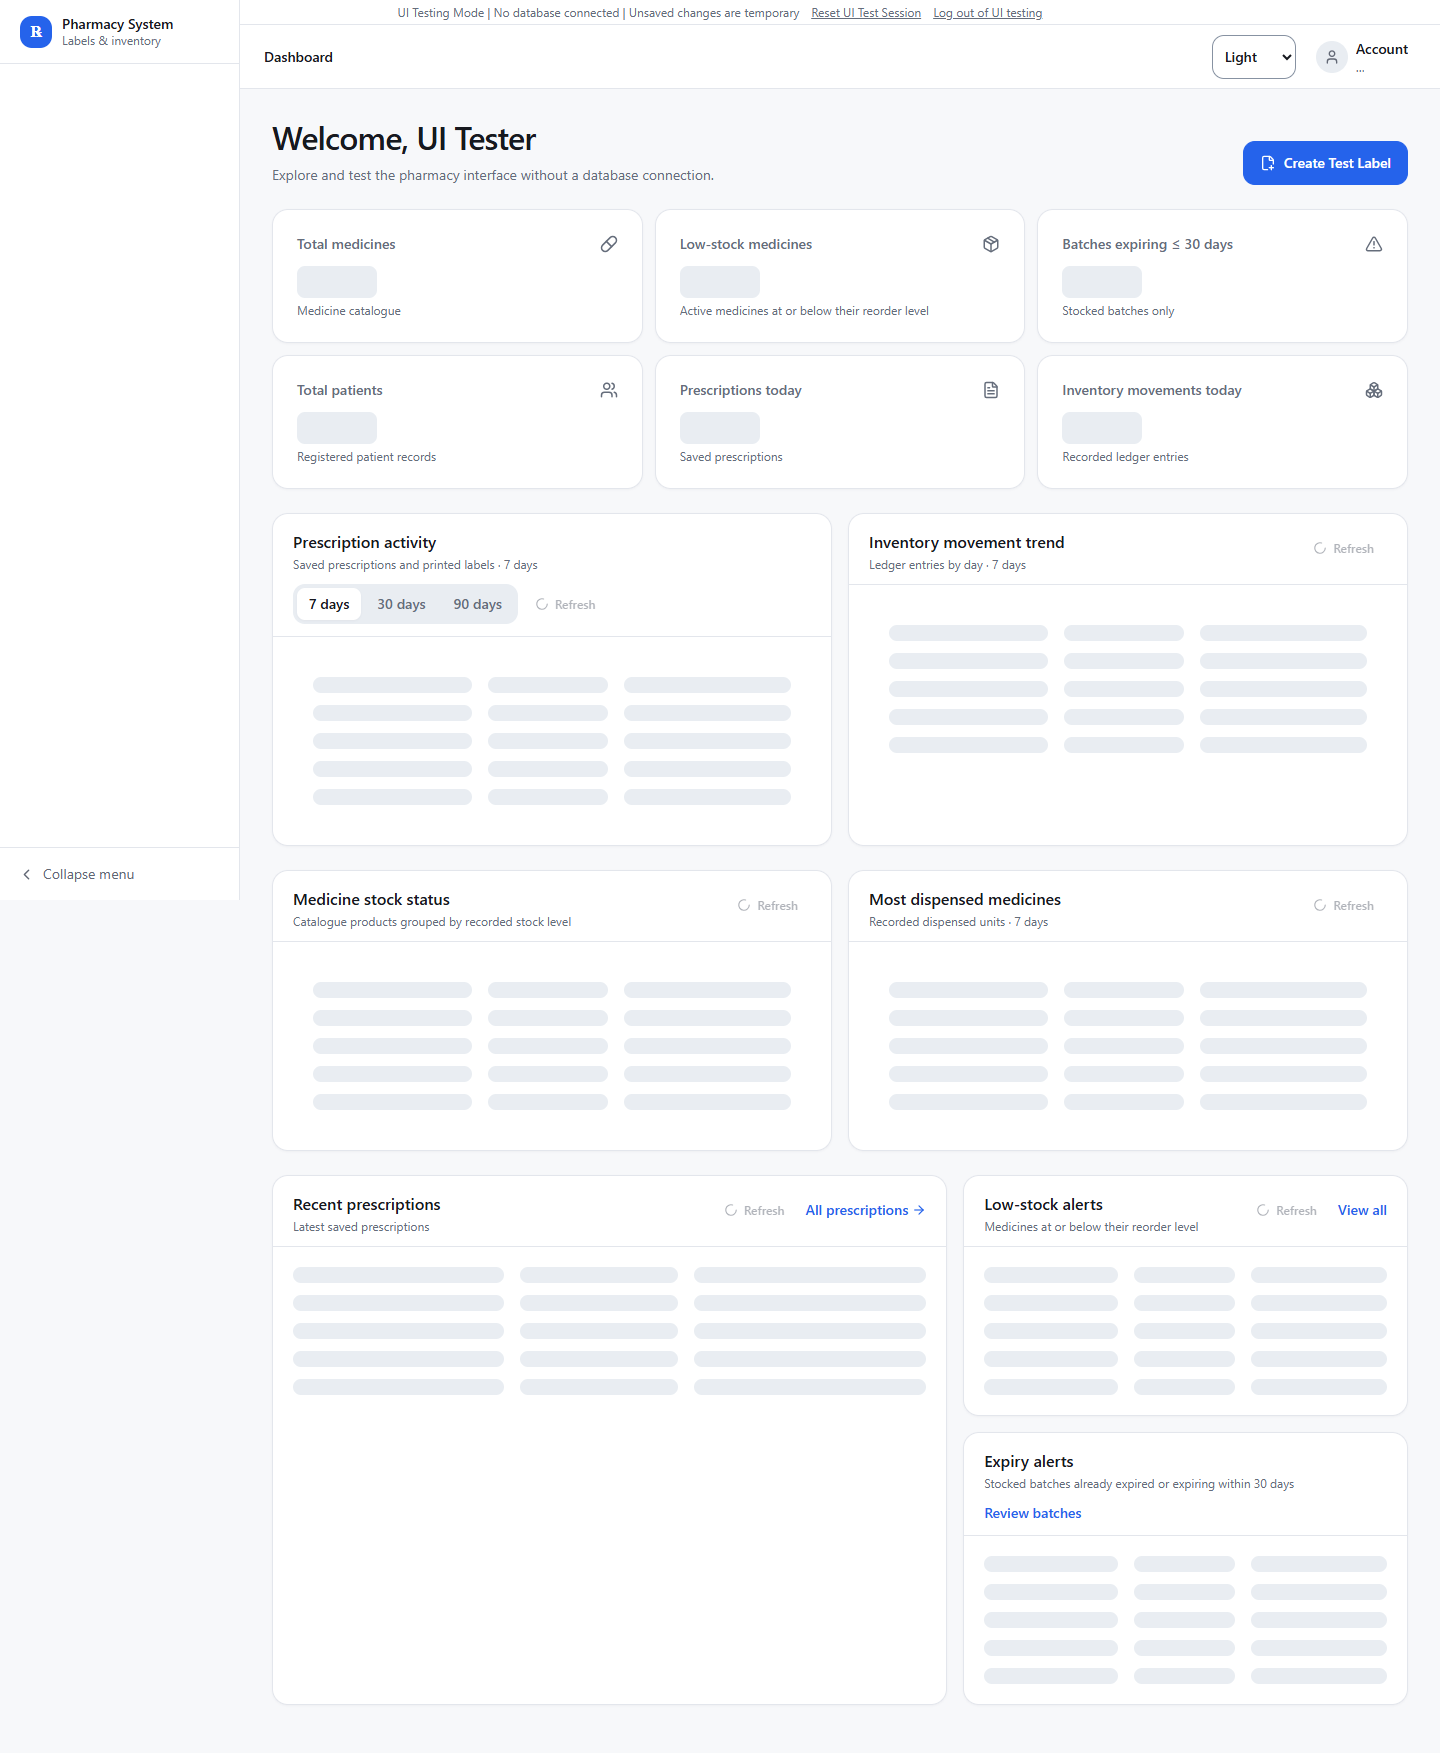 UI Testing Mode | No database connected | Unsaved changes are temporary Reset UI Test Session Log out of UI testing
℞ Pharmacy System
Labels & inventory
Dashboard
Light
Account
...
Collapse menu
Welcome, UI Tester
Explore and test the pharmacy interface without a database connection.
Create Test Label
Total medicines
Medicine catalogue
Low-stock medicines
Active medicines at or below their reorder level
Batches expiring ≤ 30 days
Stocked batches only
Total patients
Registered patient records
Prescriptions today
Saved prescriptions
Inventory movements today
Recorded ledger entries
Prescription activity
Saved prescriptions and printed labels · 7 days
7 days 30 days 90 days Refresh
Inventory movement trend
Ledger entries by day · 7 days
Refresh
Medicine stock status
Catalogue products grouped by recorded stock level
Refresh
Most dispensed medicines
Recorded dispensed units · 7 days
Refresh
Recent prescriptions
Latest saved prescriptions
Refresh All prescriptions →
Low-stock alerts
Medicines at or below their reorder level
Refresh View all
Expiry alerts
Stocked batches already expired or expiring within 30 days
Review batches